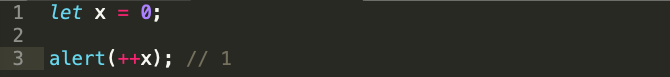 1 let x = 0;
2
3 alert(++x); // 1